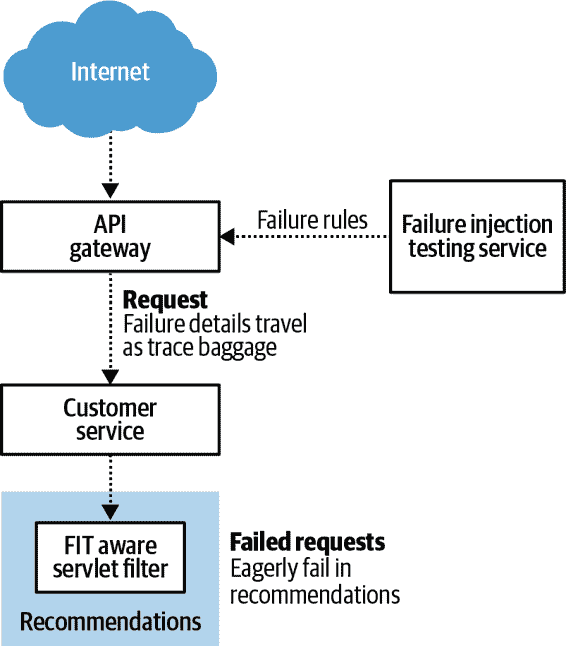 Internet
API
gateway
Failure rules
Failure injection
testing service
Request
Failure details travel
as trace baggage
Customer
service
FIT aware
servlet filter
Recommendations
Failed requests
Eagerly fail in
recommendations